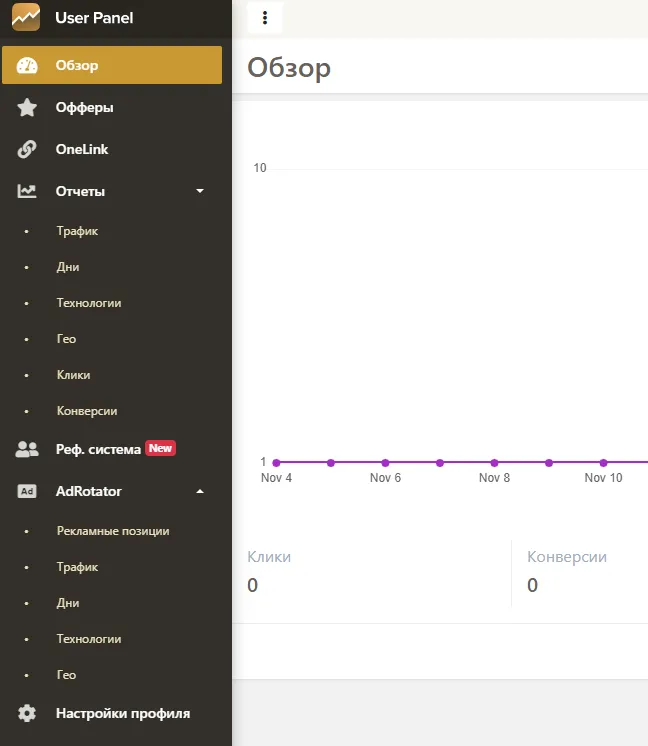 User Panel
Обзор
Офферы
OneLink
Отчеты
Трафик
Дни
Технологии
Гео
Клики
Конверсии
Реф. система New
Ad AdRotator
Рекламные позиции
Трафик
Дни
Технологии
Гео
Настройки профиля
Обзор
10
1
Nov 4 Nov 6 Nov 8 Nov 10
Клики Конверсии
0 0